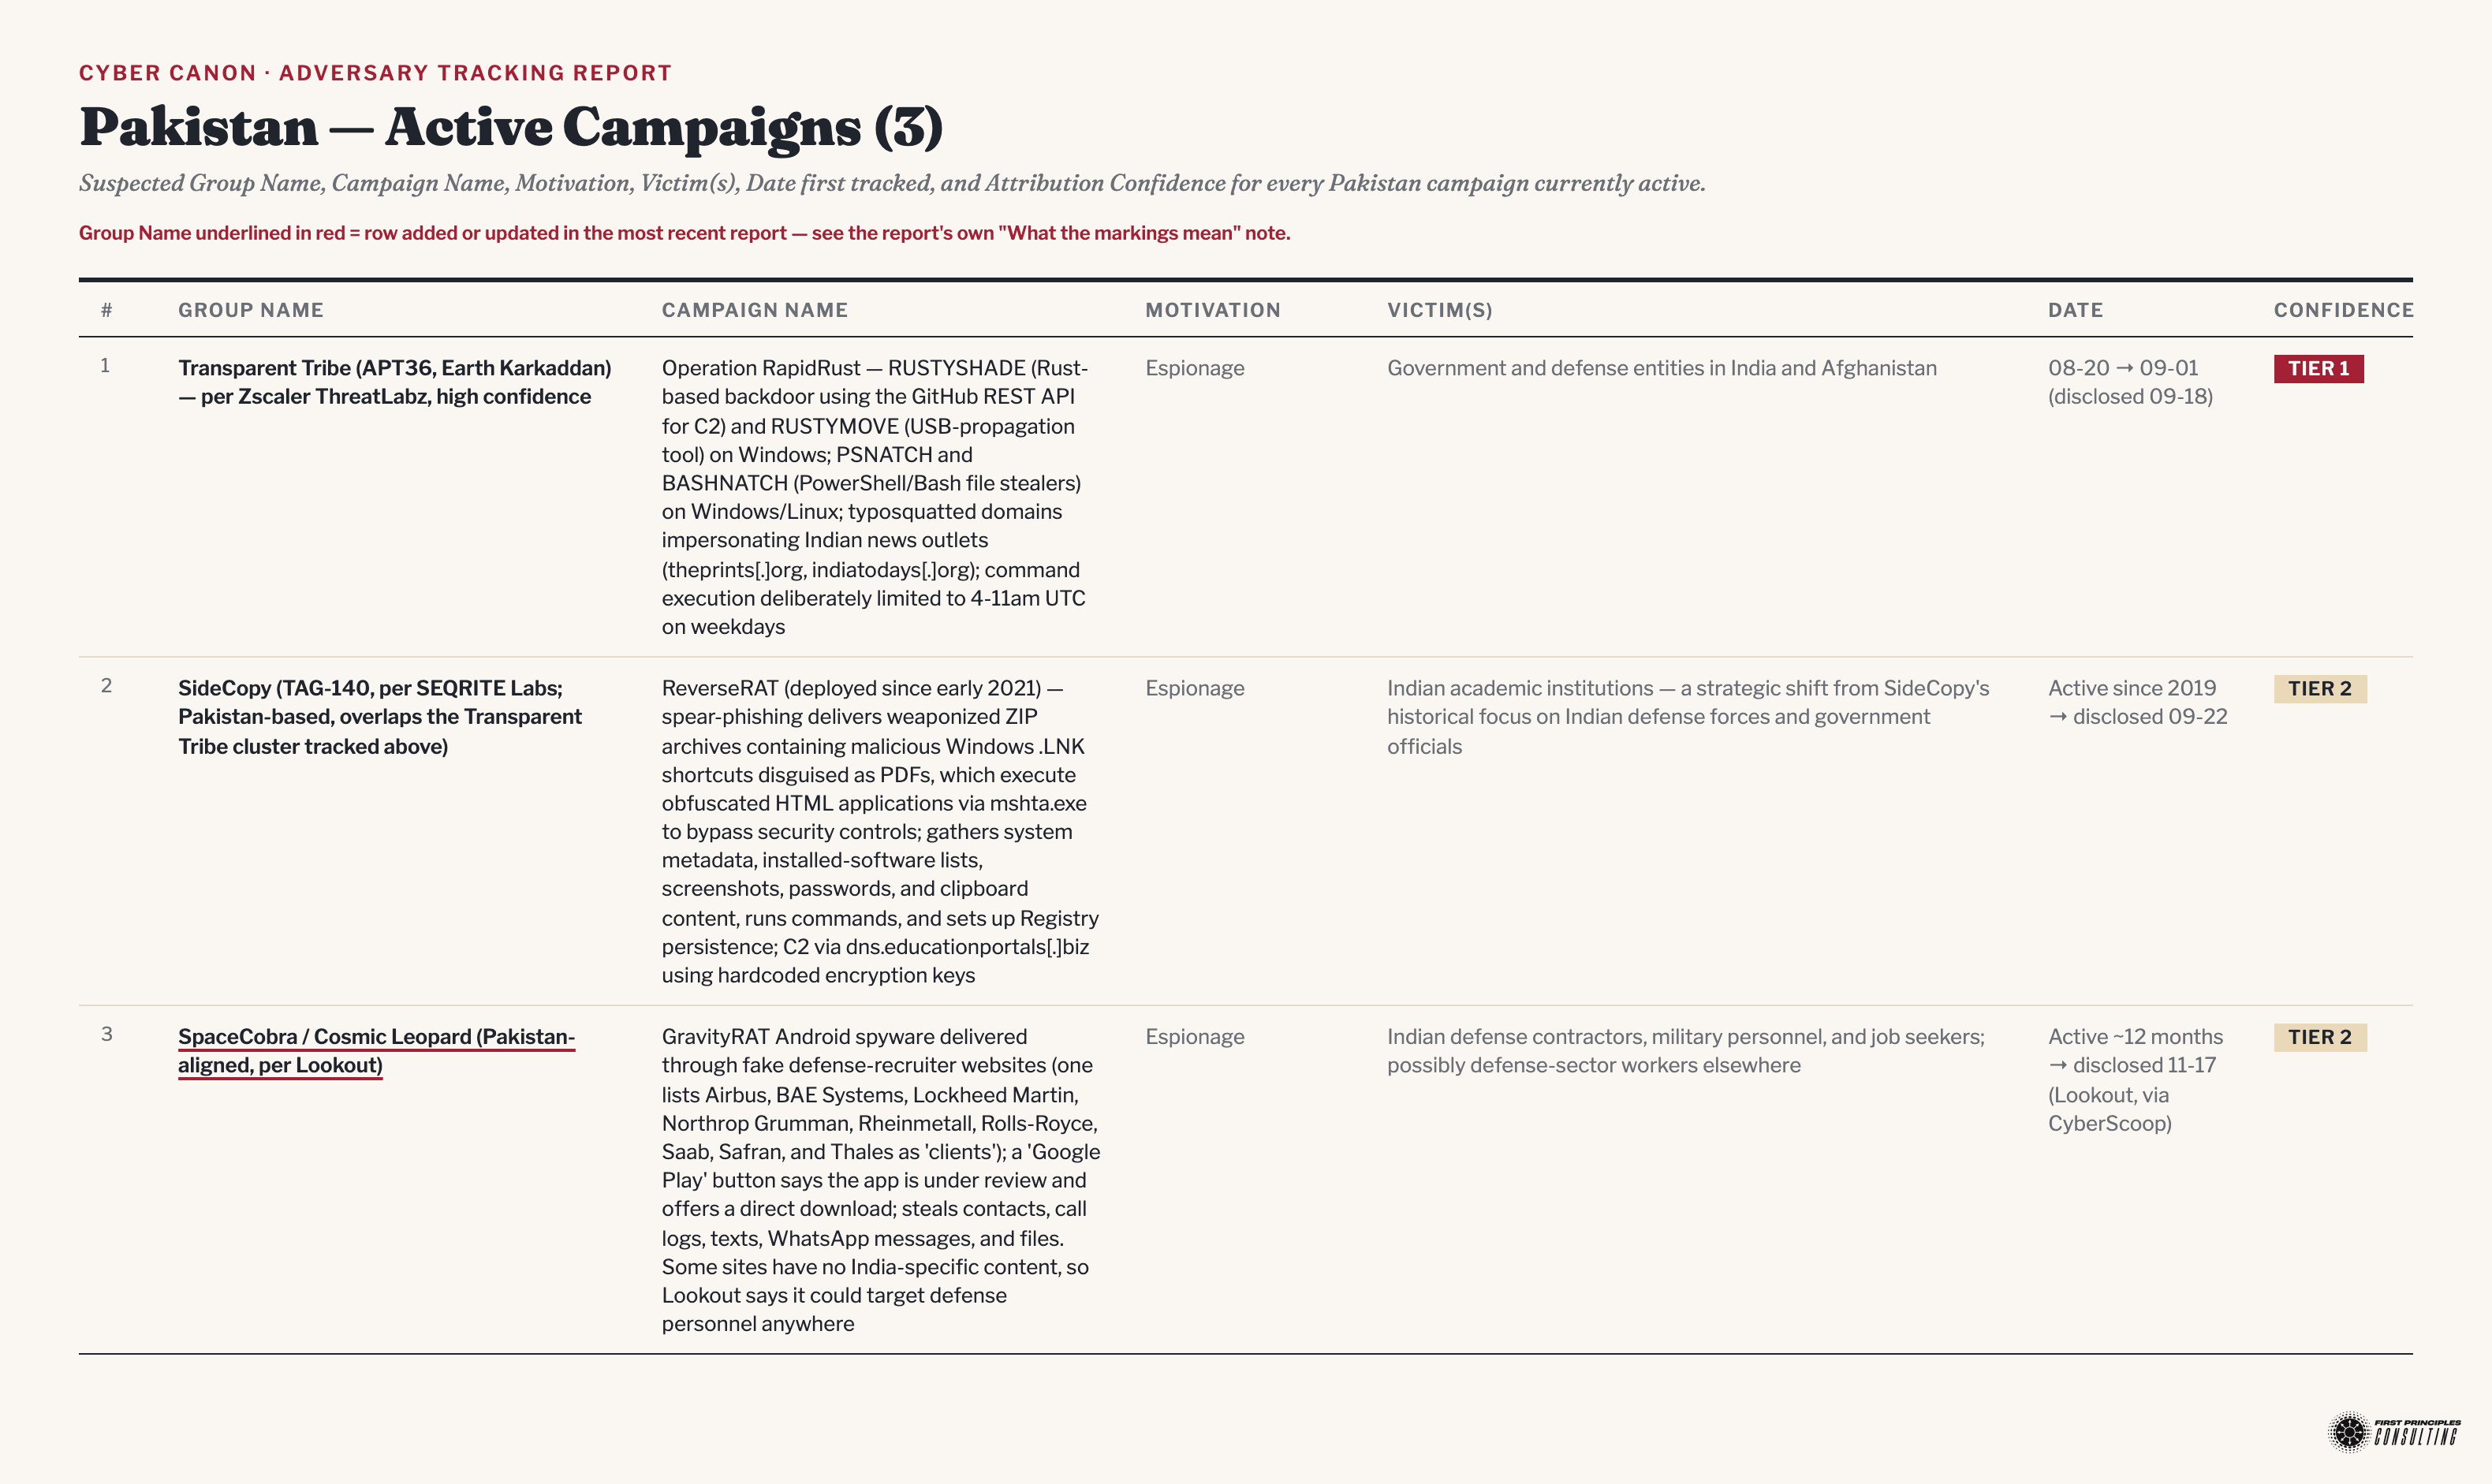 CYBER CANON · ADVERSARY TRACKING REPORT
Pakistan — Active Campaigns (3)
Suspected Group Name, Campaign Name, Motivation, Victim(s), Date first tracked, and Attribution Confidence for every Pakistan campaign currently active.
Group Name underlined in red = row added or updated in the most recent report — see the report's own "What the markings mean" note.
# GROUP NAME CAMPAIGN NAME MOTIVATION VICTIM(S) DATE CONFIDENCE
1
Transparent Tribe (APT36, Earth Karkaddan)
— per Zscaler ThreatLabz, high confidence
Operation RapidRust — RUSTYSHADE (Rust-
based backdoor using the GitHub REST API
for C2) and RUSTYMOVE (USB-propagation
tool) on Windows; PSNATCH and
BASHNATCH (PowerShell/Bash file stealers)
on Windows/Linux; typosquatted domains
impersonating Indian news outlets
(theprints[.]org, indiatodays[.]org); command
execution deliberately limited to 4-11am UTC
on weekdays
Espionage
Government and defense entities in India and Afghanistan
08-20 → 09-01
(disclosed 09-18)
TIER 1
2
SideCopy (TAG-140, per SEQRITE Labs;
Pakistan-based, overlaps the Transparent
Tribe cluster tracked above)
ReverseRAT (deployed since early 2021) —
spear-phishing delivers weaponized ZIP
archives containing malicious Windows .LNK
shortcuts disguised as PDFs, which execute
obfuscated HTML applications via mshta.exe
to bypass security controls; gathers system
metadata, installed-software lists,
screenshots, passwords, and clipboard
content, runs commands, and sets up Registry
persistence; C2 via dns.educationportals[.]biz
using hardcoded encryption keys
Espionage
Indian academic institutions — a strategic shift from SideCopy's
historical focus on Indian defense forces and government
officials
Active since 2019
→ disclosed 09-22
TIER 2
3
SpaceCobra / Cosmic Leopard (Pakistan-
aligned, per Lookout)
GravityRAT Android spyware delivered
through fake defense-recruiter websites (one
lists Airbus, BAE Systems, Lockheed Martin,
Northrop Grumman, Rheinmetall, Rolls-Royce,
Saab, Safran, and Thales as 'clients'); a 'Google
Play' button says the app is under review and
offers a direct download; steals contacts, call
logs, texts, WhatsApp messages, and files.
Some sites have no India-specific content, so
Lookout says it could target defense
personnel anywhere
Espionage
Indian defense contractors, military personnel, and job seekers;
possibly defense-sector workers elsewhere
Active ~12 months
→ disclosed 11-17
(Lookout, via
CyberScoop)
TIER 2
FIRST PRINCIPLES
CONSULTING